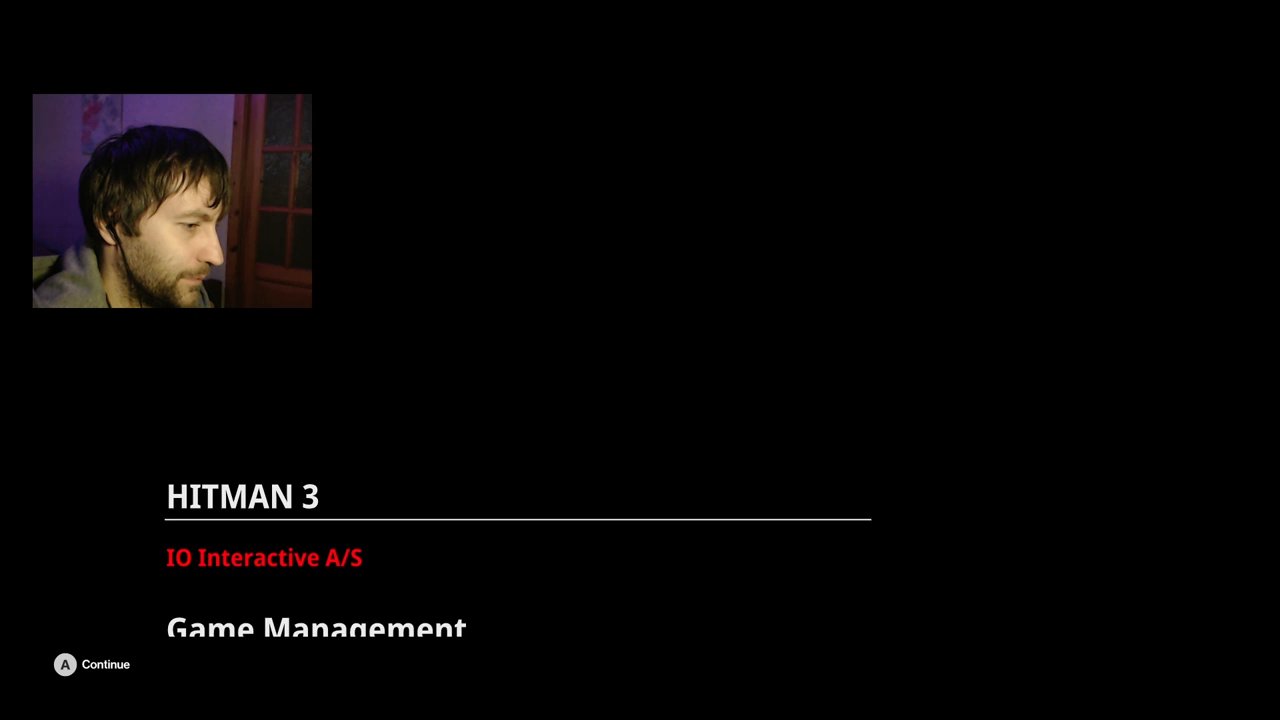 HITMAN 3
IO Interactive A/S
Game Management
A Continue